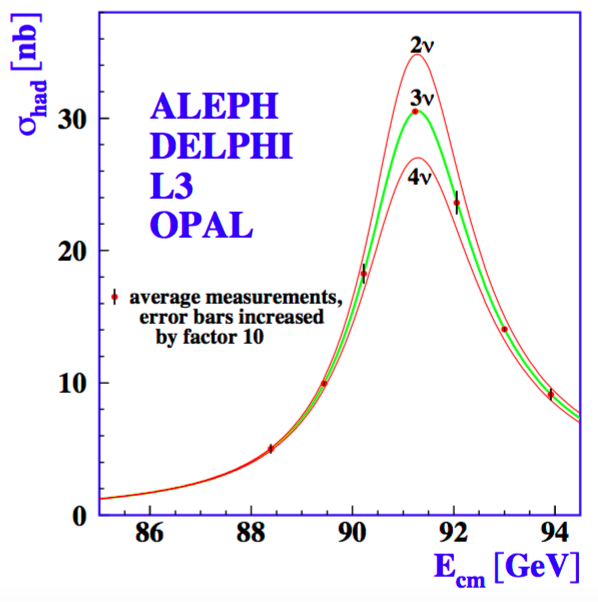 σhad [nb]
30
20
10
0
ALEPH
DELPHI
L3
OPAL
2ν
3ν
4ν
average measurements,
error bars increased
by factor 10
86 88 90 92 94
Ecm [GeV]